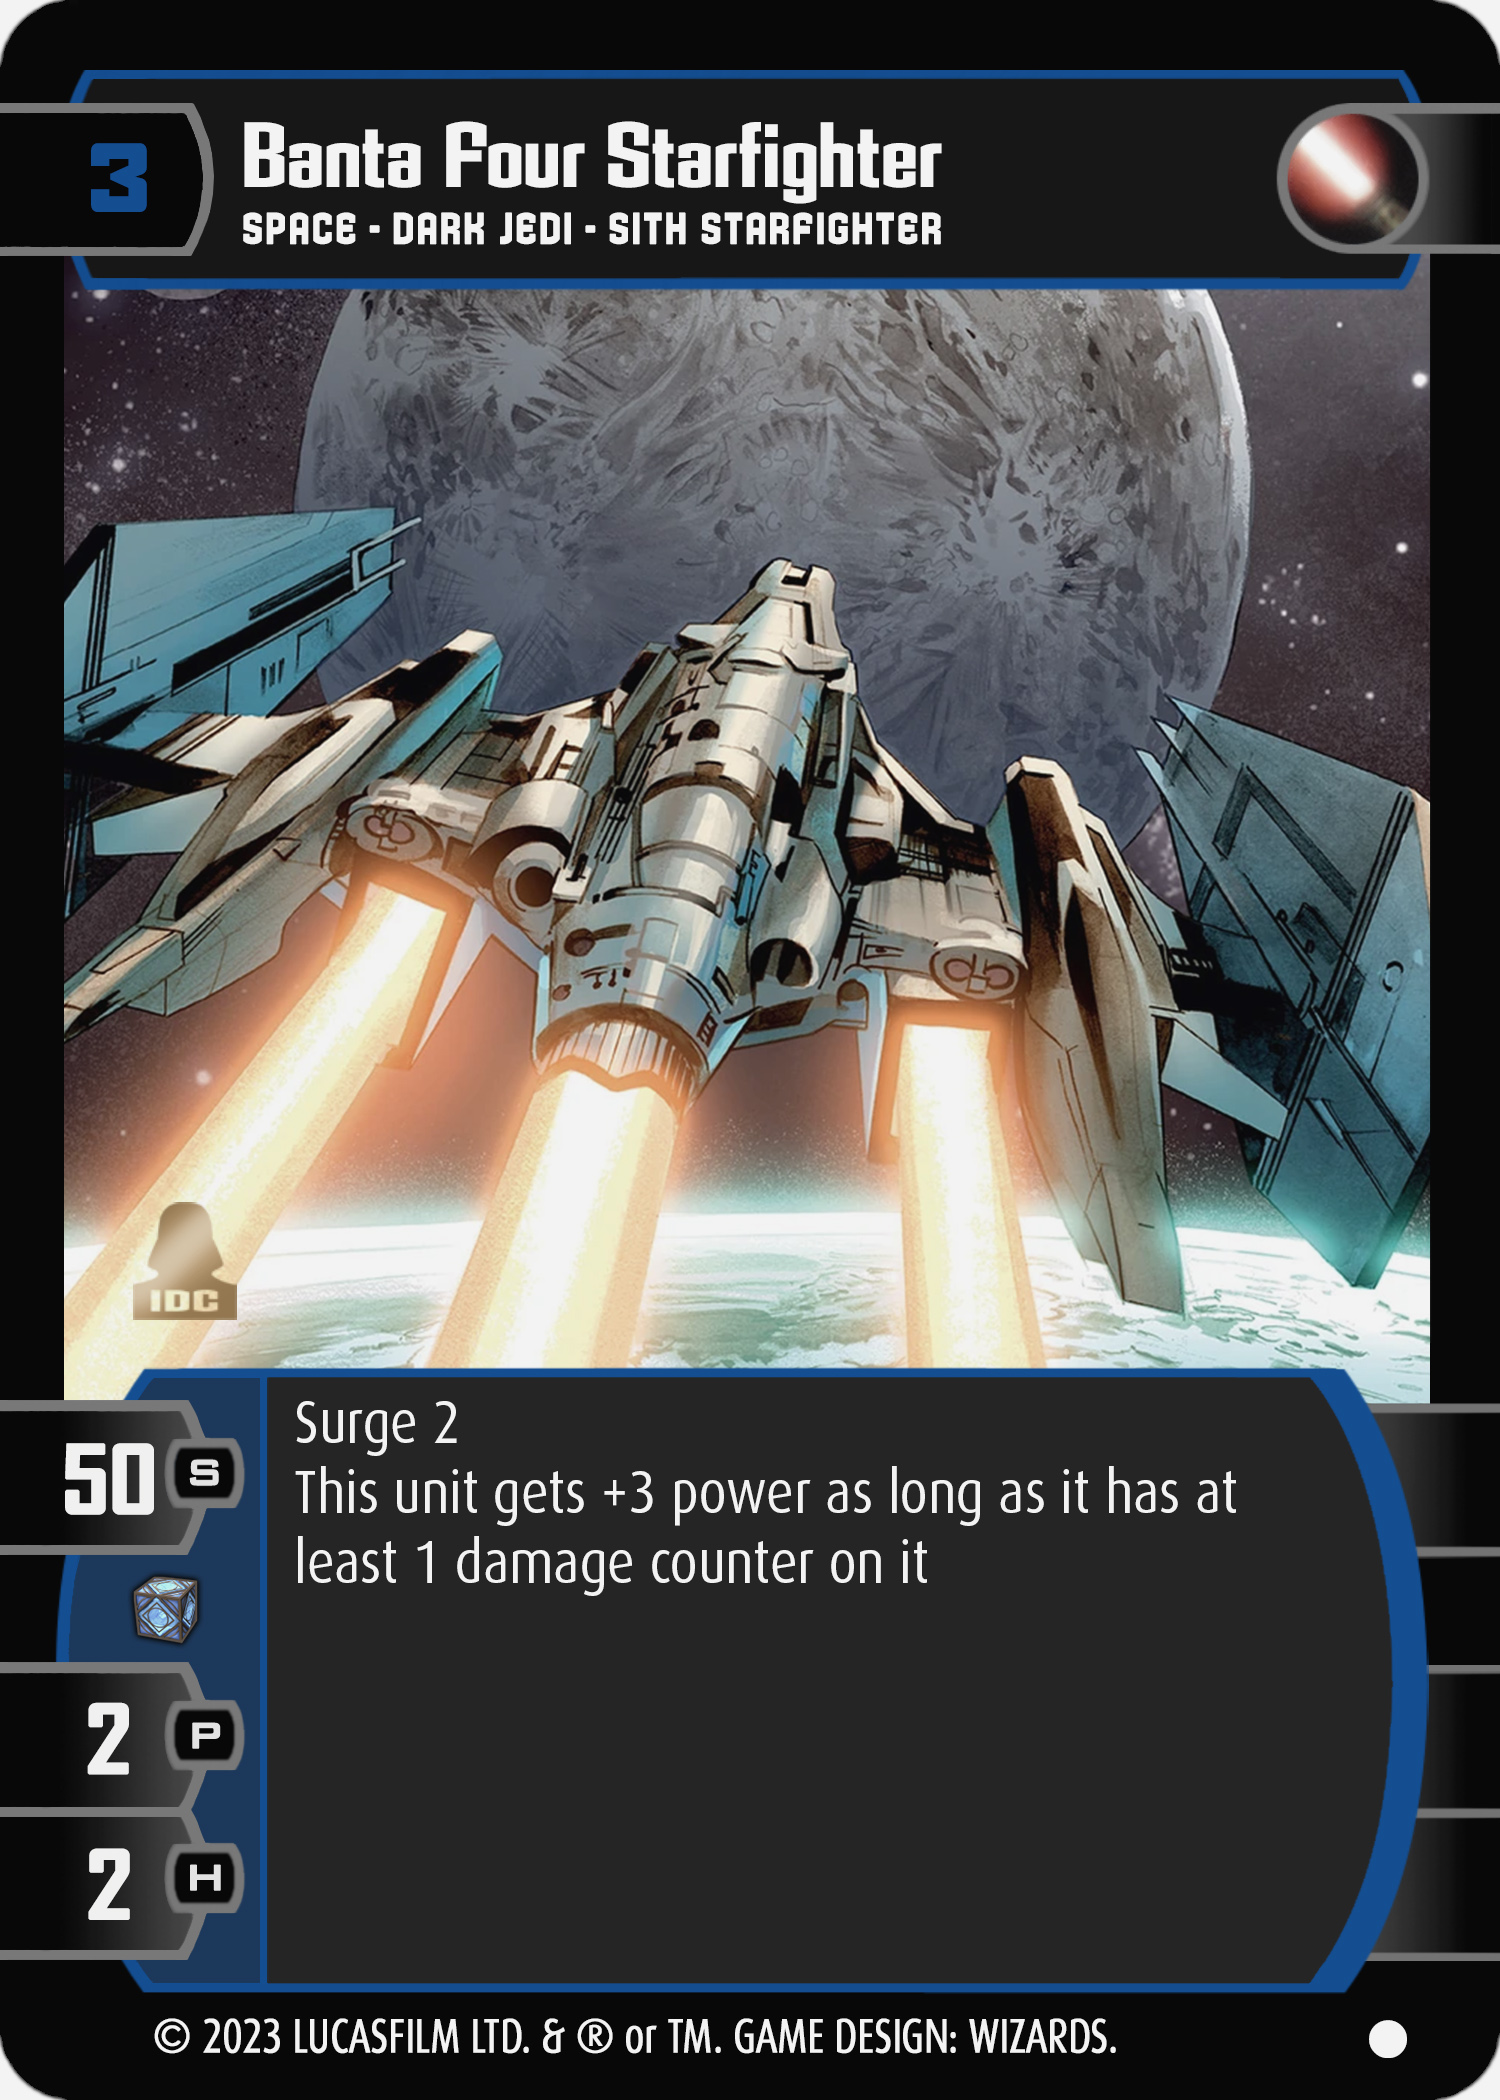 3
Banta Four Starfighter
SPACE - DARK JEDI - SITH STARFIGHTER
IDC
50 S
Surge 2
This unit gets +3 power as long as it has at
least 1 damage counter on it
2 P
2 H
© 2023 LUCASFILM LTD. & ® or TM. GAME DESIGN: WIZARDS.